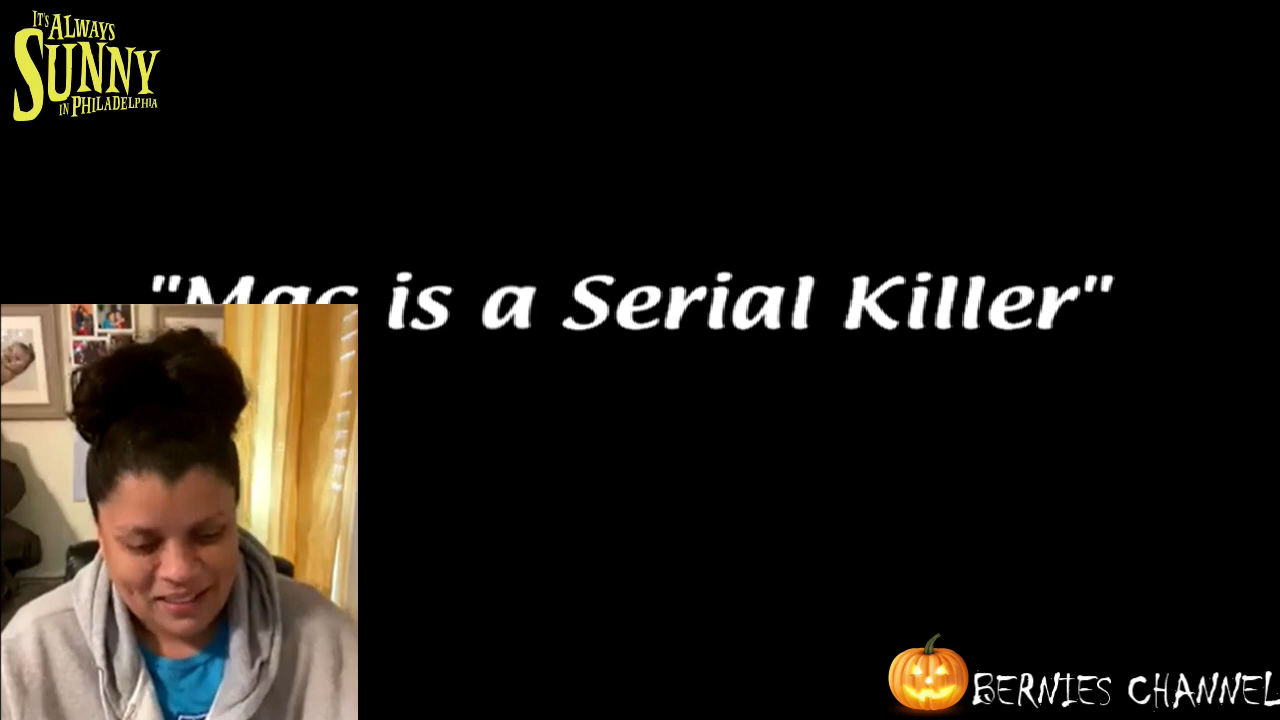 IT'S ALWAYS
SUNNY
IN PHILADELPHIA
"Mac is a Serial Killer"
BERNIES CHANNEL